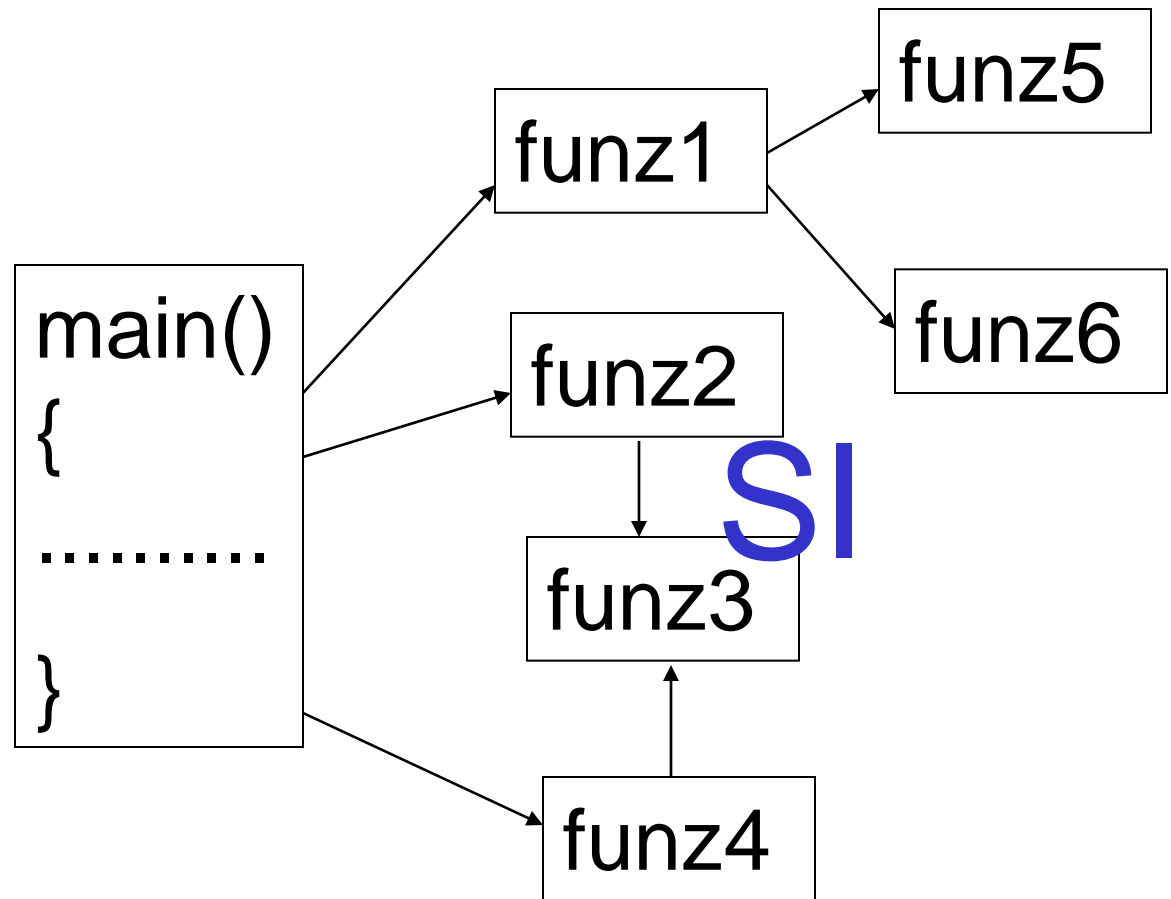 funz5
funz1
main()
{
..........
}
funz6
funz2
SI
funz3
funz4